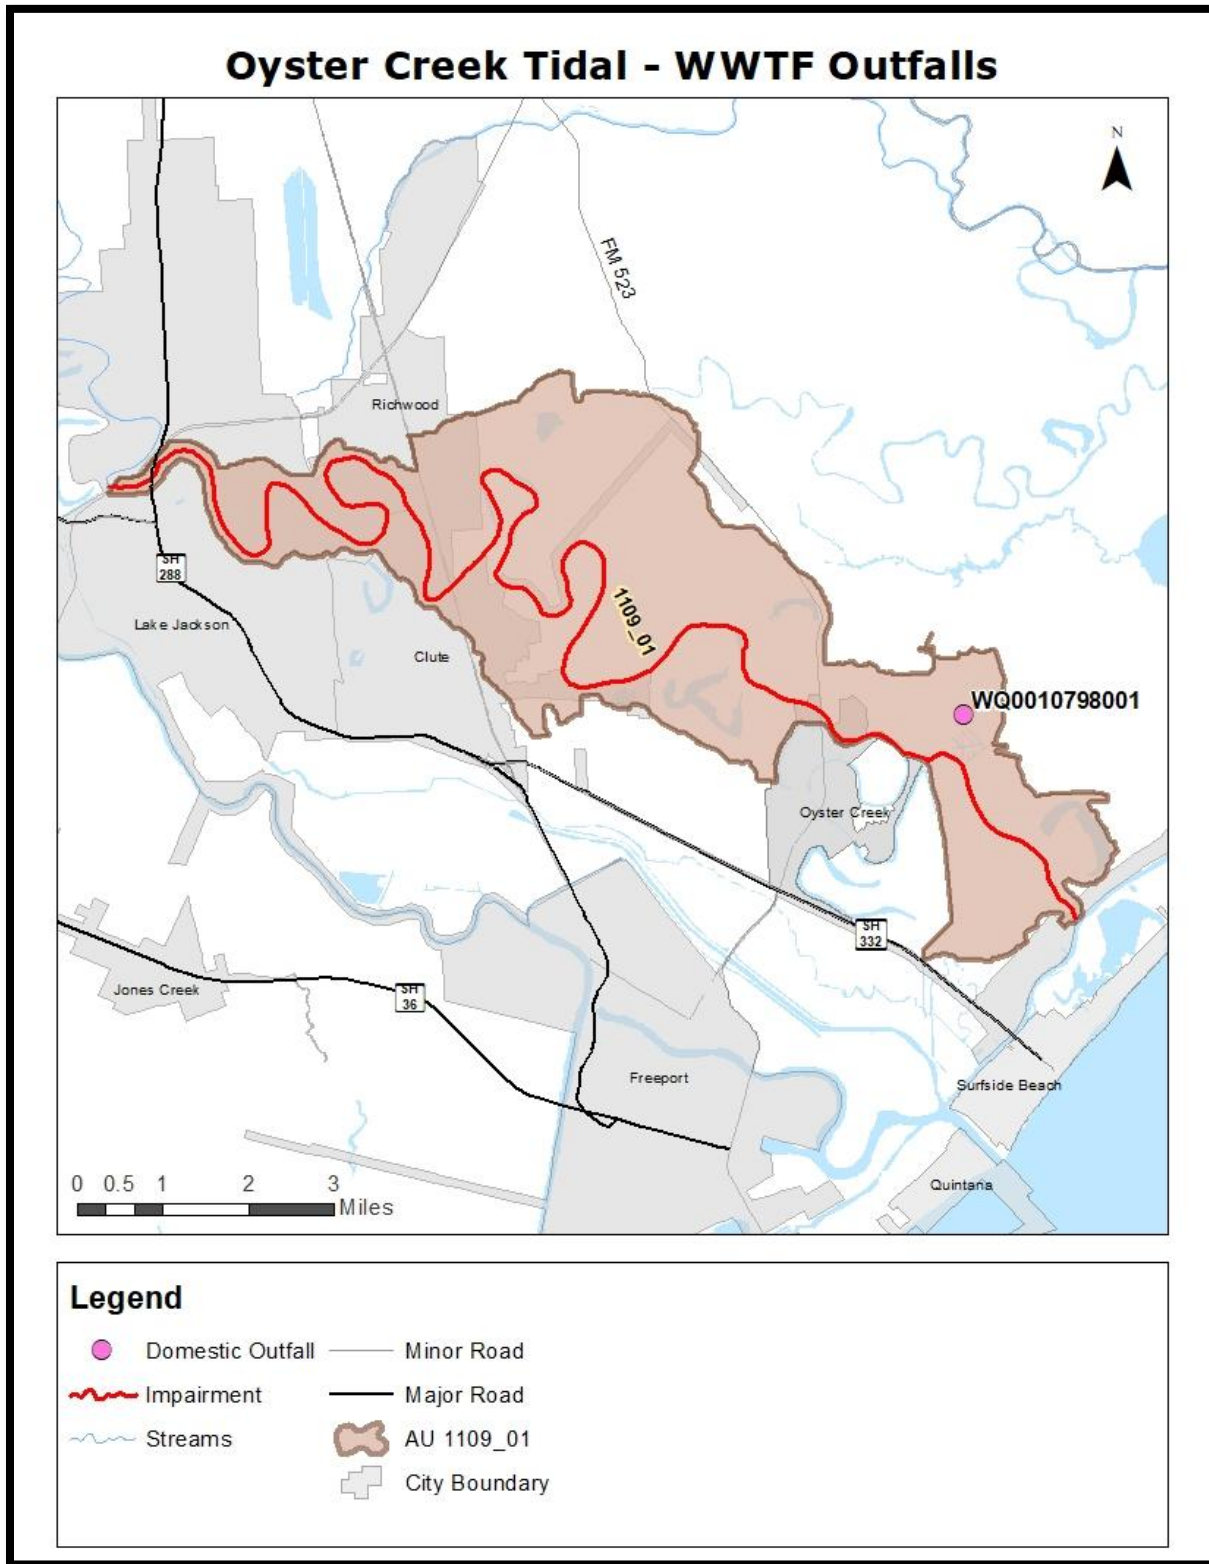 Oyster Creek Tidal - WWTF Outfalls
N
FM 523
Richwood
SH
288
Lake Jackson
1109_01
Clute
WQ0010798001
Oyster Creek
SH
332
Jones Creek
SH
36
Freeport
Surfside Beach
Quintana
0 0.5 1 2 3
Miles
Legend
Domestic Outfall
Minor Road
Impairment
Major Road
Streams
AU 1109_01
City Boundary